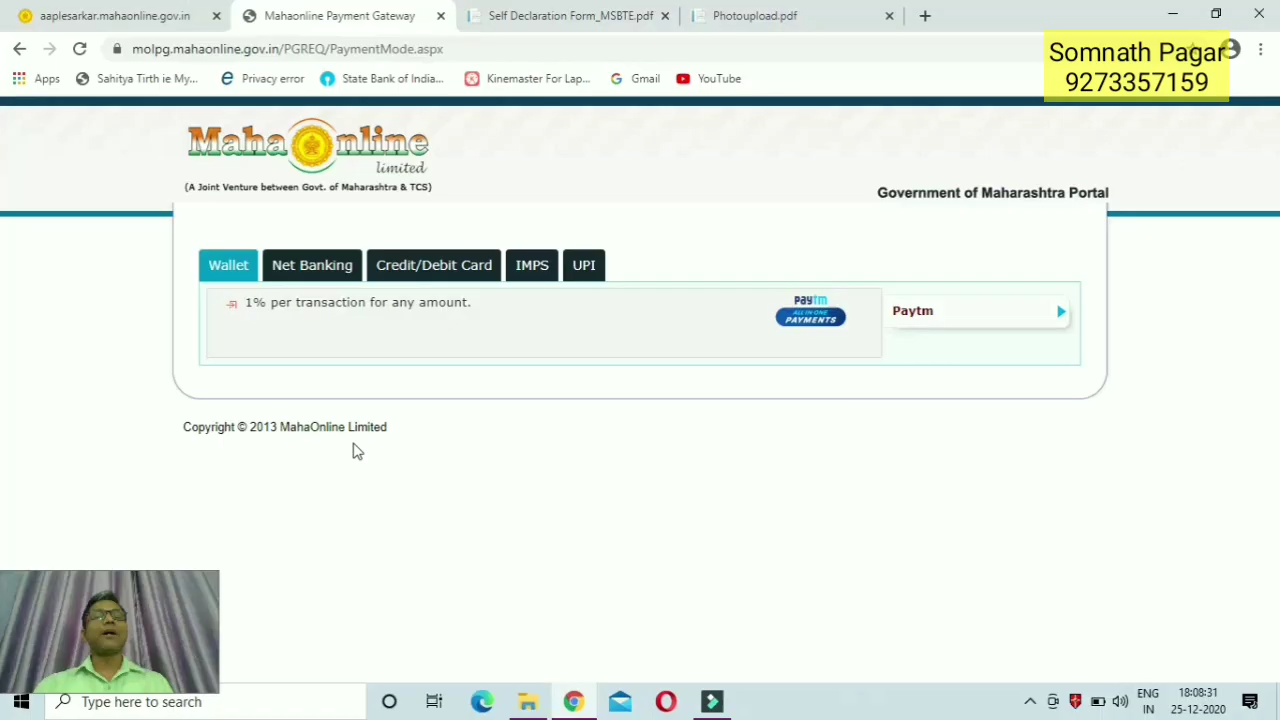 aaplesarkar.mahaonline.gov.in
Mahaonline Payment Gateway
Self Declaration Form_MSBTE.pdf
Photoupload.pdf
molpg.mahaonline.gov.in/PGREQ/PaymentMode.aspx
Somnath Pagar
9273357159
Apps
Sahitya Tirth ie My...
Privacy error
State Bank of India...
Kinemaster For Lap...
Gmail
YouTube
MahaOnline
limited
(A Joint Venture between Govt. of Maharashtra & TCS)
Government of Maharashtra Portal
Wallet
Net Banking
Credit/Debit Card
IMPS
UPI
1% per transaction for any amount.
paytm
ALL IN ONE
PAYMENTS
Paytm
Copyright © 2013 MahaOnline Limited
Type here to search
ENG
IN
18:08:31
25-12-2020